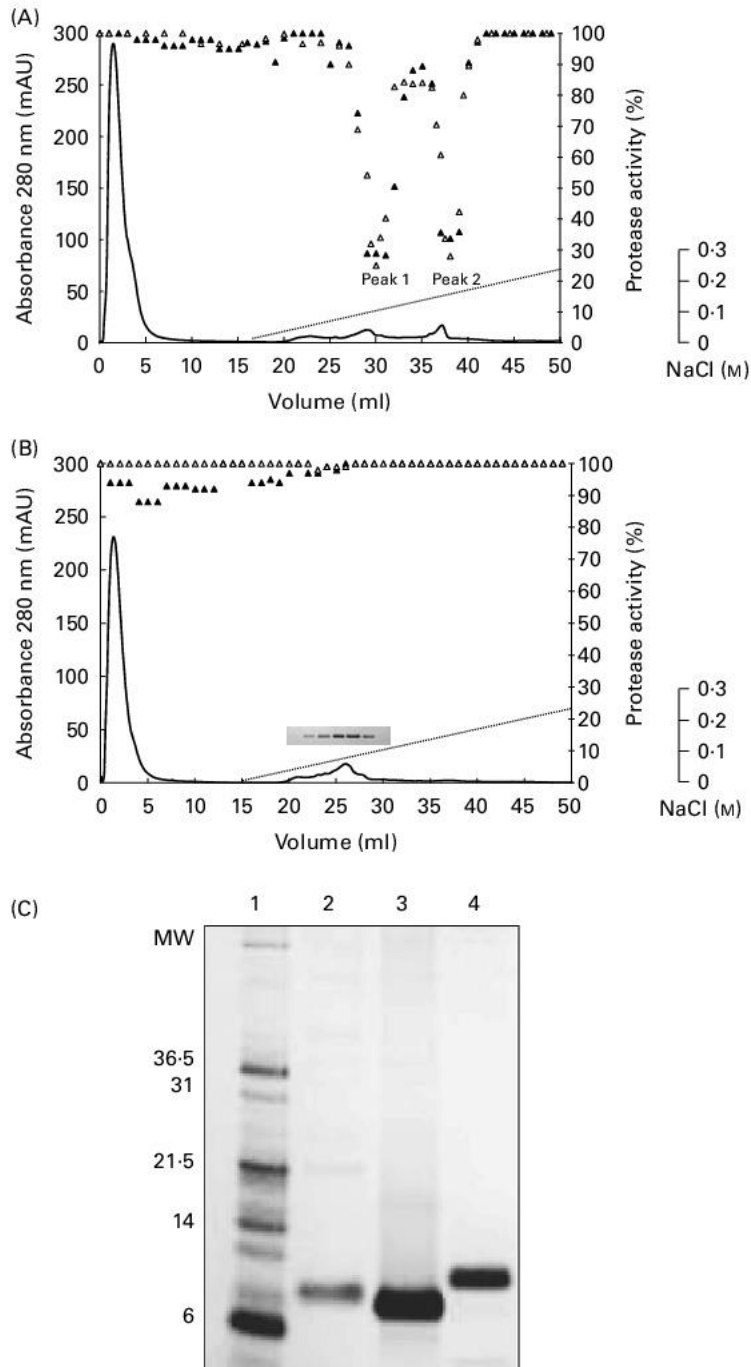 (A)
300
250
200
150
100
50
0
Absorbance 280 nm (mAU)
100
90
80
70
60
50
40
30
20
10
0
Protease activity (%)
Peak 1
Peak 2
0·3
0·2
0·1
0
NaCl (M)
0 5 10 15 20 25 30 35 40 45 50
Volume (ml)
(B)
300
250
200
150
100
50
0
Absorbance 280 nm (mAU)
100
90
80
70
60
50
40
30
20
10
0
Protease activity (%)
0·3
0·2
0·1
0
NaCl (M)
0 5 10 15 20 25 30 35 40 45 50
Volume (ml)
(C)
1 2 3 4
MW
36·5
31
21·5
14
6